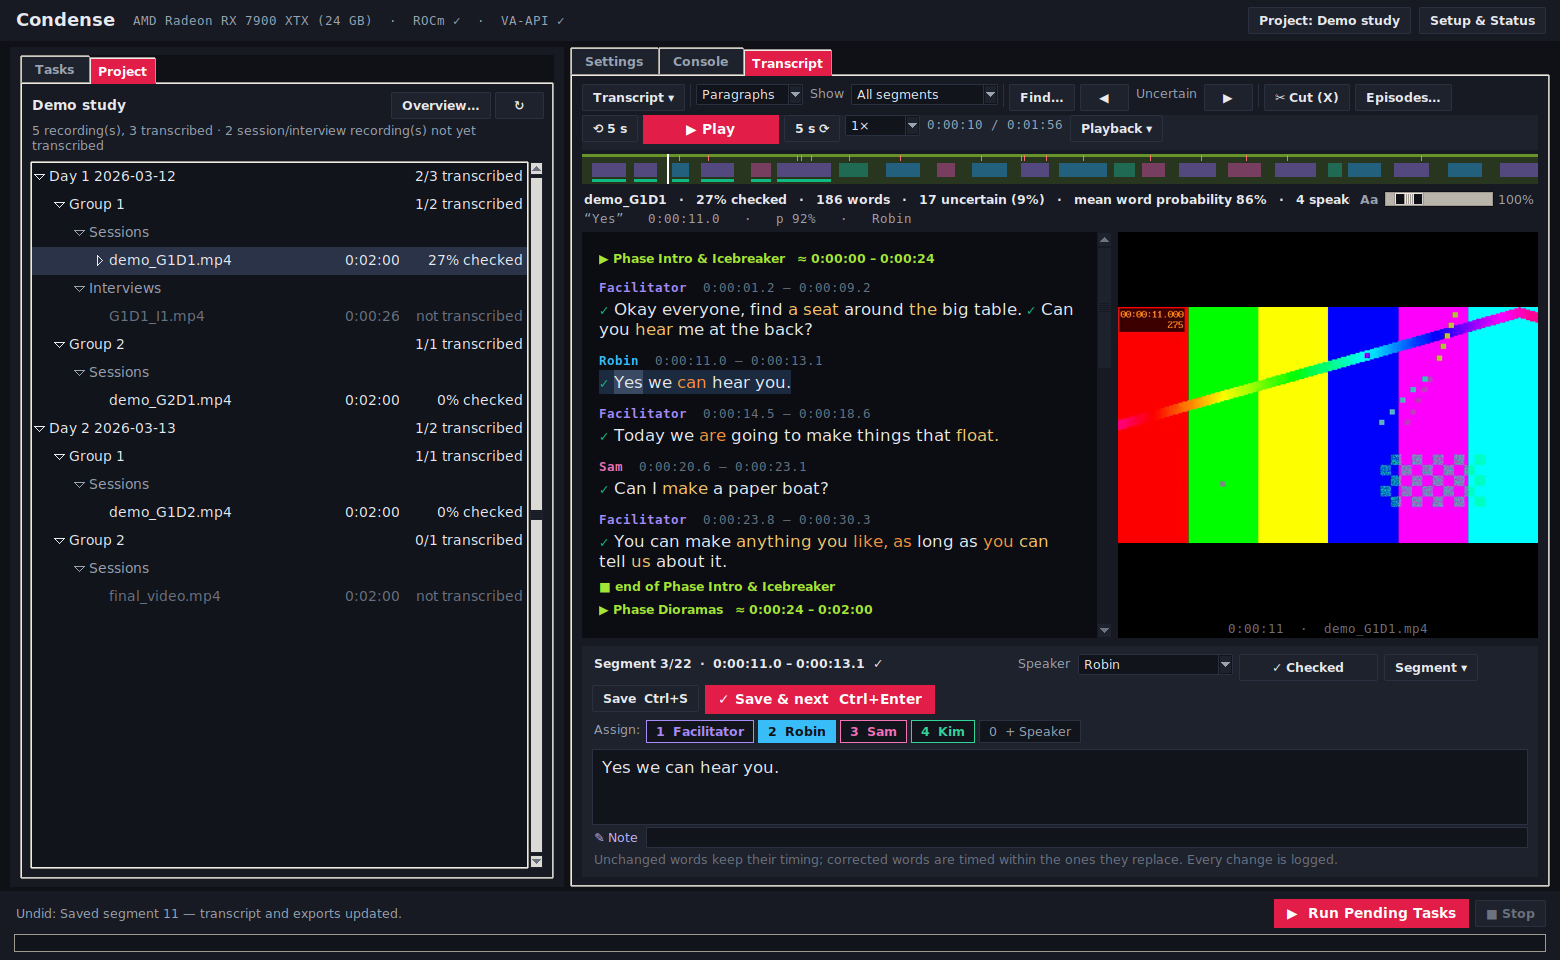 Condense AMD Radeon RX 7900 XTX (24 GB) · ROCm ✓ · VA-API ✓ Project: Demo study Setup & Status
Tasks Project
Demo study Overview… ↻
5 recording(s), 3 transcribed · 2 session/interview recording(s) not yet
transcribed
Day 1 2026-03-12 2/3 transcribed
Group 1 1/2 transcribed
Sessions
demo_G1D1.mp4 0:02:00 27% checked
Interviews
G1D1_I1.mp4 0:00:26 not transcribed
Group 2 1/1 transcribed
Sessions
demo_G2D1.mp4 0:02:00 0% checked
Day 2 2026-03-13 1/2 transcribed
Group 1 1/1 transcribed
Sessions
demo_G1D2.mp4 0:02:00 0% checked
Group 2 0/1 transcribed
Sessions
final_video.mp4 0:02:00 not transcribed
Settings Console Transcript
Transcript ▾ Paragraphs Show All segments Find… ◀ Uncertain ▶ ✂ Cut (X) Episodes…
⟲ 5 s ▶ Play 5 s ⟳ 1× 0:00:10 / 0:01:56 Playback ▾
demo_G1D1 · 27% checked · 186 words · 17 uncertain (9%) · mean word probability 86% · 4 speak Aa 100%
“Yes” 0:00:11.0 · p 92% · Robin
▶ Phase Intro & Icebreaker ≈ 0:00:00 – 0:00:24
Facilitator 0:00:01.2 — 0:00:09.2
✓ Okay everyone, find a seat around the big table. ✓ Can
you hear me at the back?
Robin 0:00:11.0 — 0:00:13.1
✓ Yes we can hear you.
Facilitator 0:00:14.5 — 0:00:18.6
✓ Today we are going to make things that float.
Sam 0:00:20.6 — 0:00:23.1
✓ Can I make a paper boat?
Facilitator 0:00:23.8 — 0:00:30.3
✓ You can make anything you like, as long as you can
tell us about it.
■ end of Phase Intro & Icebreaker
▶ Phase Dioramas ≈ 0:00:24 – 0:02:00
00:00:11.000
275
0:00:11 · demo_G1D1.mp4
Segment 3/22 · 0:00:11.0 – 0:00:13.1 ✓ Speaker Robin ✓ Checked Segment ▾
Save Ctrl+S ✓ Save & next Ctrl+Enter
Assign: 1 Facilitator 2 Robin 3 Sam 4 Kim 0 + Speaker
Yes we can hear you.
✎ Note
Unchanged words keep their timing; corrected words are timed within the ones they replace. Every change is logged.
Undid: Saved segment 11 — transcript and exports updated. ▶ Run Pending Tasks ■ Stop